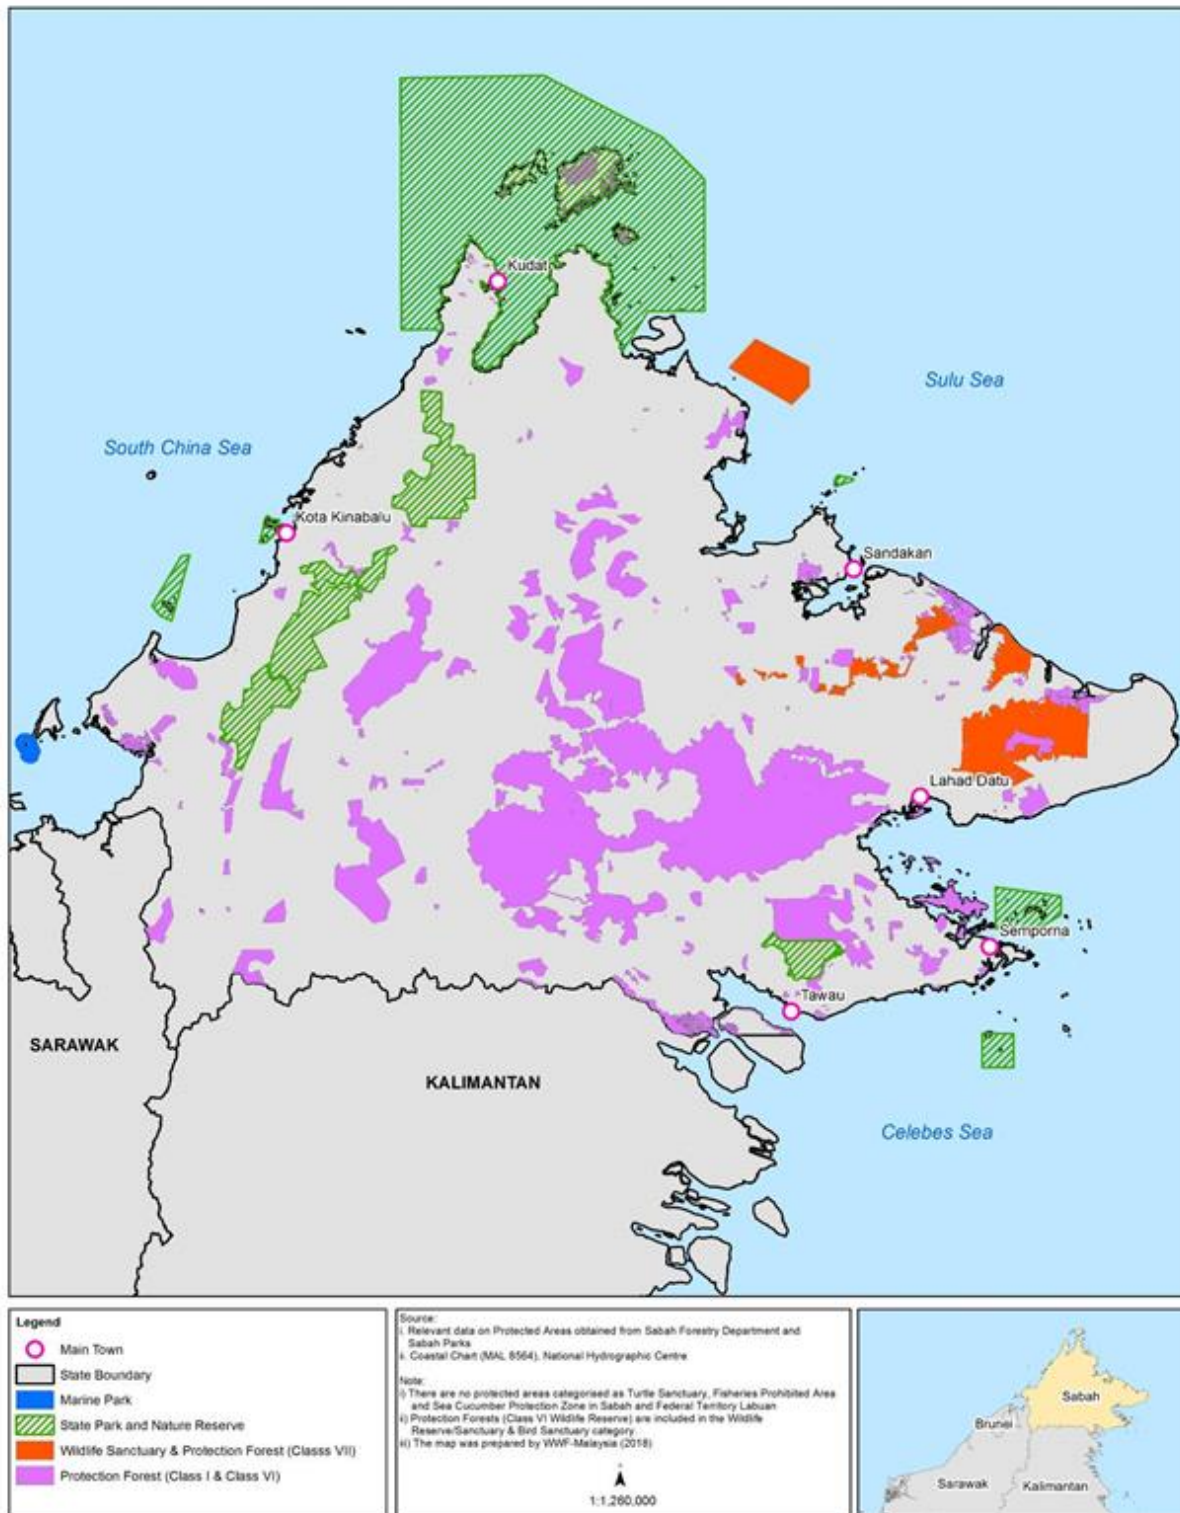 Kudat
Sulu Sea
South China Sea
Kota Kinabalu
Sandakan
Lahad Datu
Semporna
Tawau
SARAWAK
KALIMANTAN
Celebes Sea
Legend
Main Town
State Boundary
Marine Park
State Park and Nature Reserve
Wildlife Sanctuary & Protection Forest (Classs VII)
Protection Forest (Class I & Class VI)
Source:
i. Relevant data on Protected Areas obtained from Sabah Forestry Department and
Sabah Parks
ii. Coastal Chart (MAL 8564), National Hydrographic Centre
Note:
i) There are no protected areas categorised as Turtle Sanctuary, Fisheries Prohibited Area
and Sea Cucumber Protection Zone in Sabah and Federal Territory Labuan
ii) Protection Forests (Class VI Wildlife Reserve) are included in the Wildlife
Reserve/Sanctuary & Bird Sanctuary category
iii) The map was prepared by WWF-Malaysia (2018)
1:1,260,000
Sabah
Brunei
Sarawak
Kalimantan